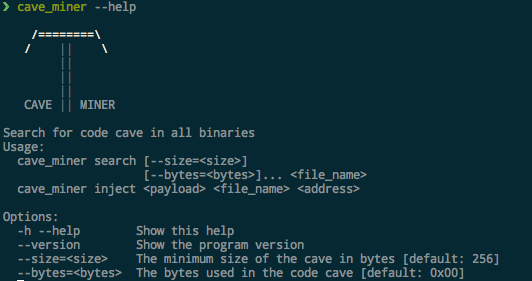 ❯ cave_miner --help
    /========\
   /    ||    \
        ||
        ||
        ||
   CAVE || MINER
Search for code cave in all binaries
Usage:
  cave_miner search [--size=<size>]
                    [--bytes=<bytes>]... <file_name>
  cave_miner inject <payload> <file_name> <address>
Options:
  -h --help        Show this help
  --version        Show the program version
  --size=<size>    The minimum size of the cave in bytes [default: 256]
  --bytes=<bytes>  The bytes used in the code cave [default: 0x00]